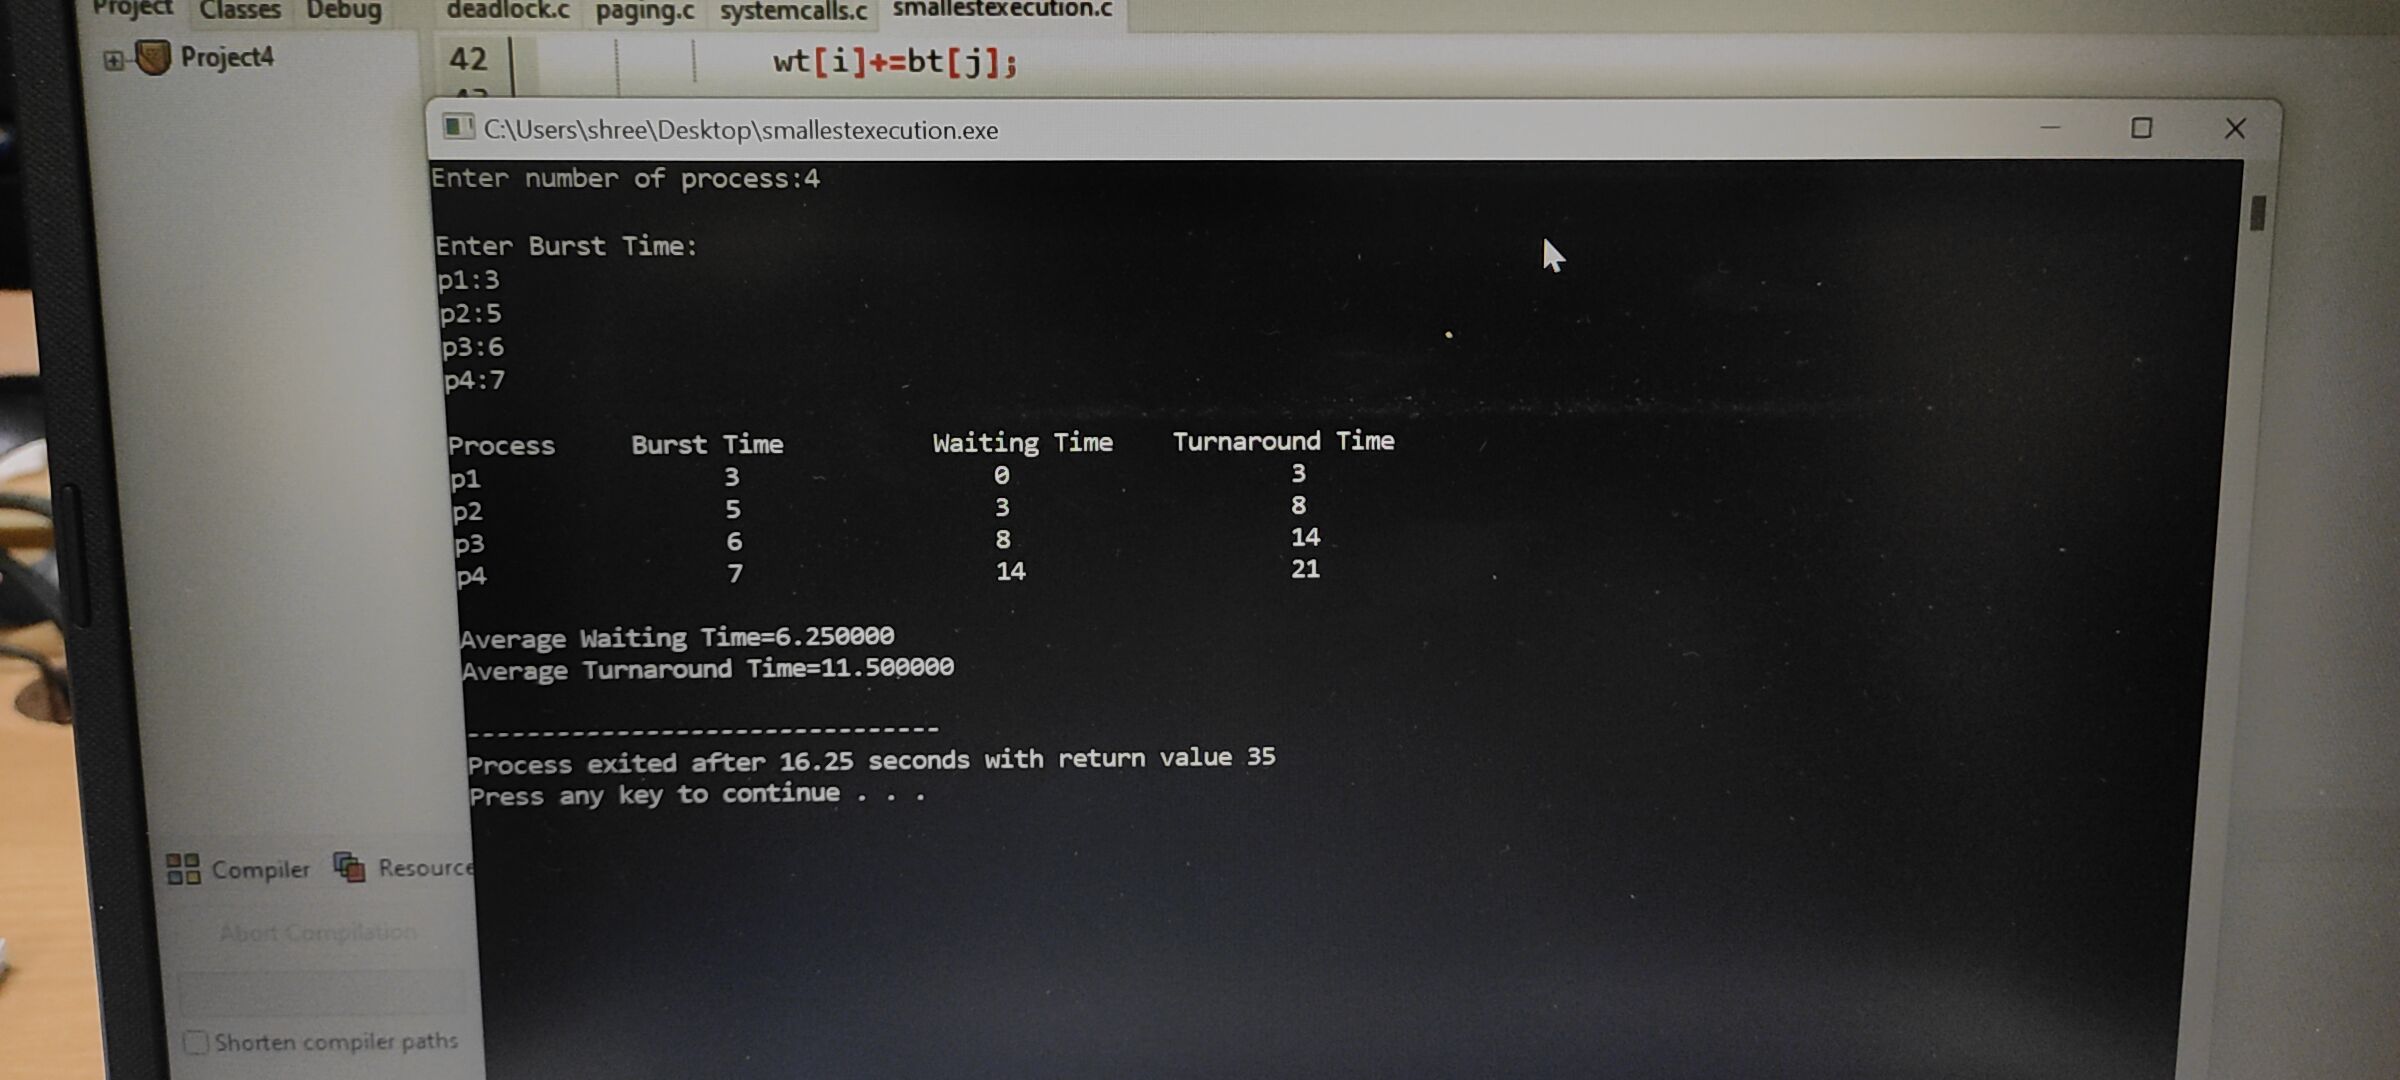 Project Classes Debug deadlock.c paging.c systemcalls.c smallestexecution.c
Project4
42 wt[i]+=bt[j];
C:\Users\shree\Desktop\smallestexecution.exe
Enter number of process:4
Enter Burst Time:
p1:3
p2:5
p3:6
p4:7
Process Burst Time Waiting Time Turnaround Time
p1 3 0 3
p2 5 3 8
p3 6 8 14
p4 7 14 21
Average Waiting Time=6.250000
Average Turnaround Time=11.500000
--------------------------------
Process exited after 16.25 seconds with return value 35
Press any key to continue . . .
Compiler Resource
Abort Compilation
Shorten compiler paths